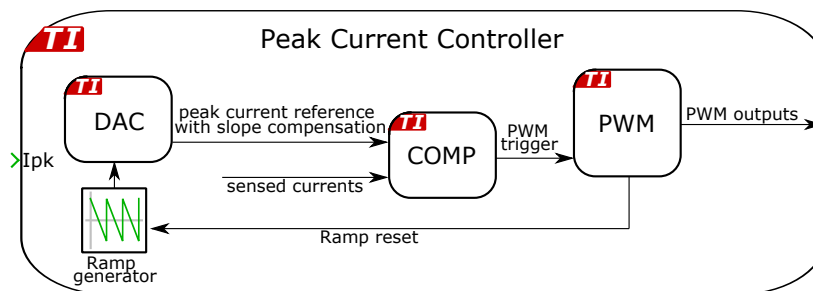 TI
Peak Current Controller
TI
DAC
peak current reference
with slope compensation
TI
COMP
PWM
trigger
TI
PWM
PWM outputs
Ipk
sensed currents
Ramp reset
Ramp
generator